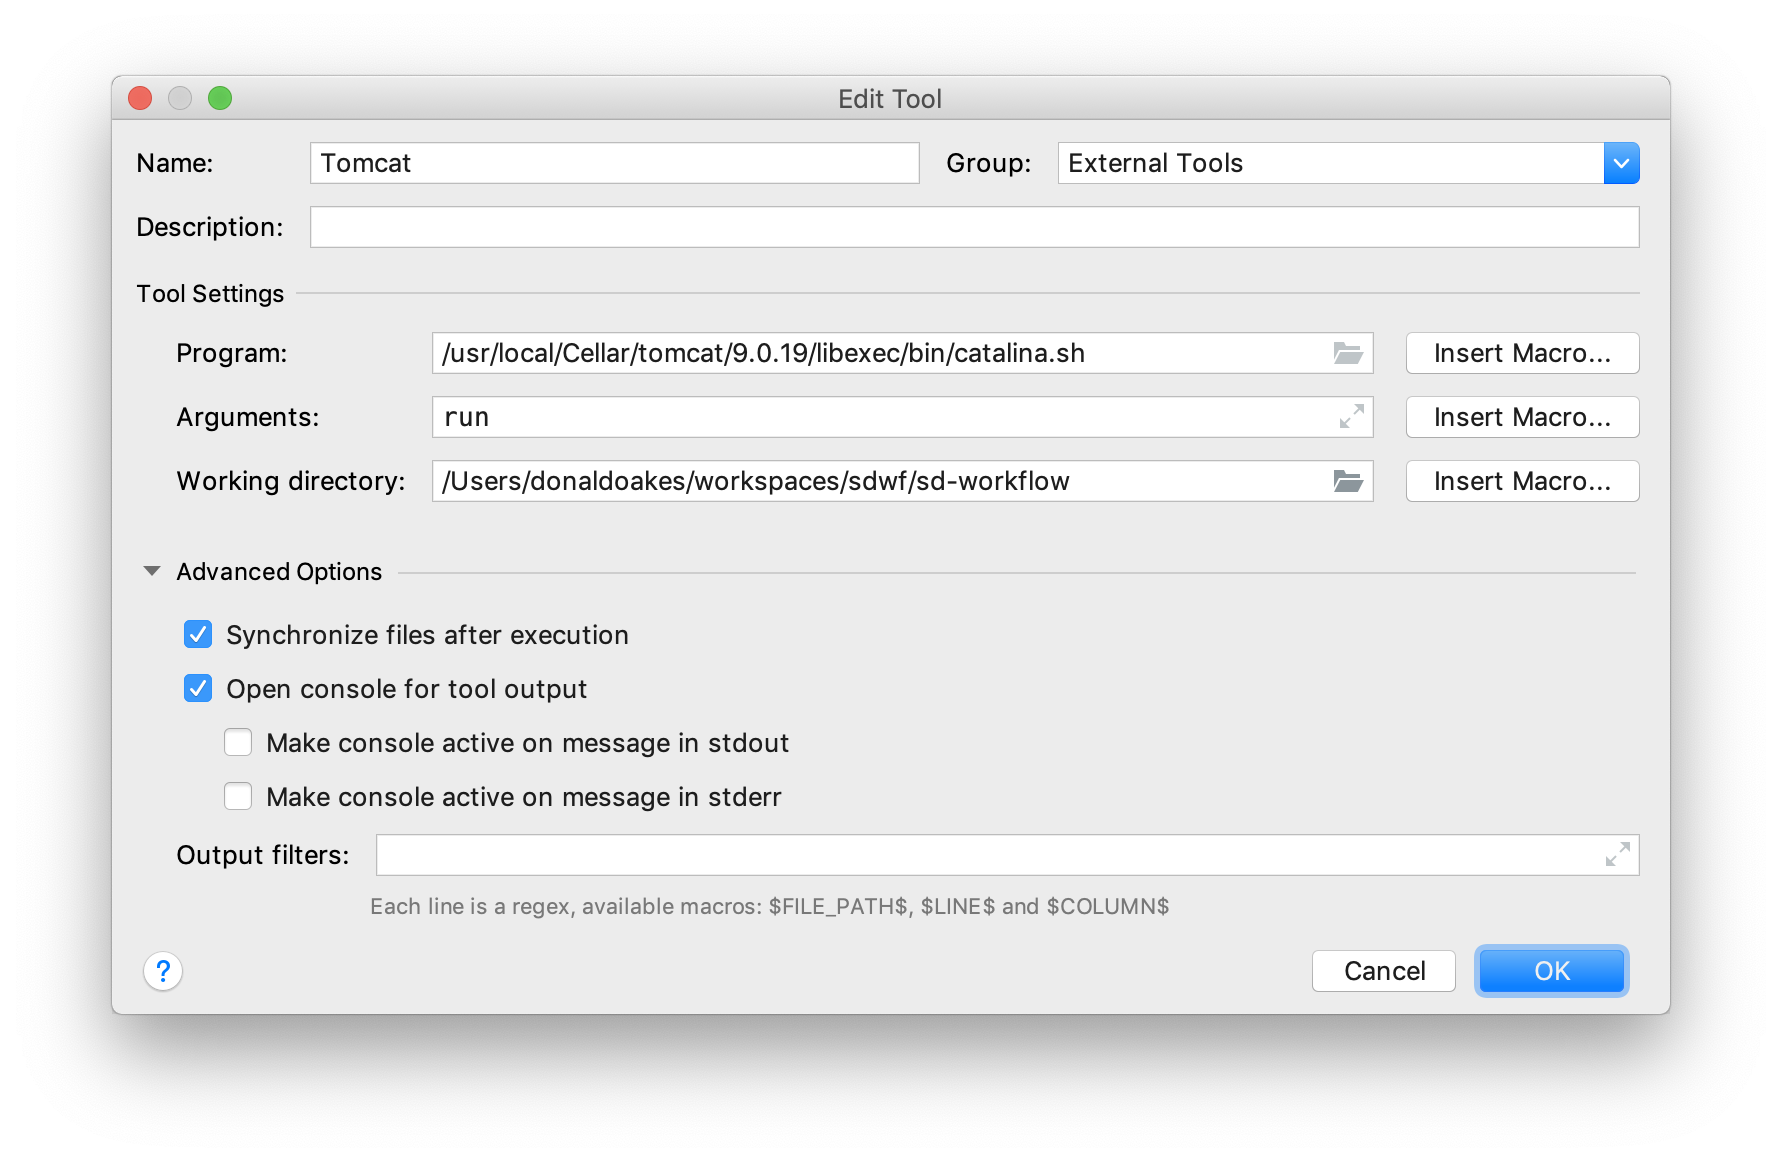 Edit Tool
Name: Tomcat Group: External Tools
Description:
Tool Settings
Program: /usr/local/Cellar/tomcat/9.0.19/libexec/bin/catalina.sh Insert Macro...
Arguments: run Insert Macro...
Working directory: /Users/donaldoakes/workspaces/sdwf/sd-workflow Insert Macro...
Advanced Options
Synchronize files after execution
Open console for tool output
Make console active on message in stdout
Make console active on message in stderr
Output filters:
Each line is a regex, available macros: $FILE_PATH$, $LINE$ and $COLUMN$
? Cancel OK